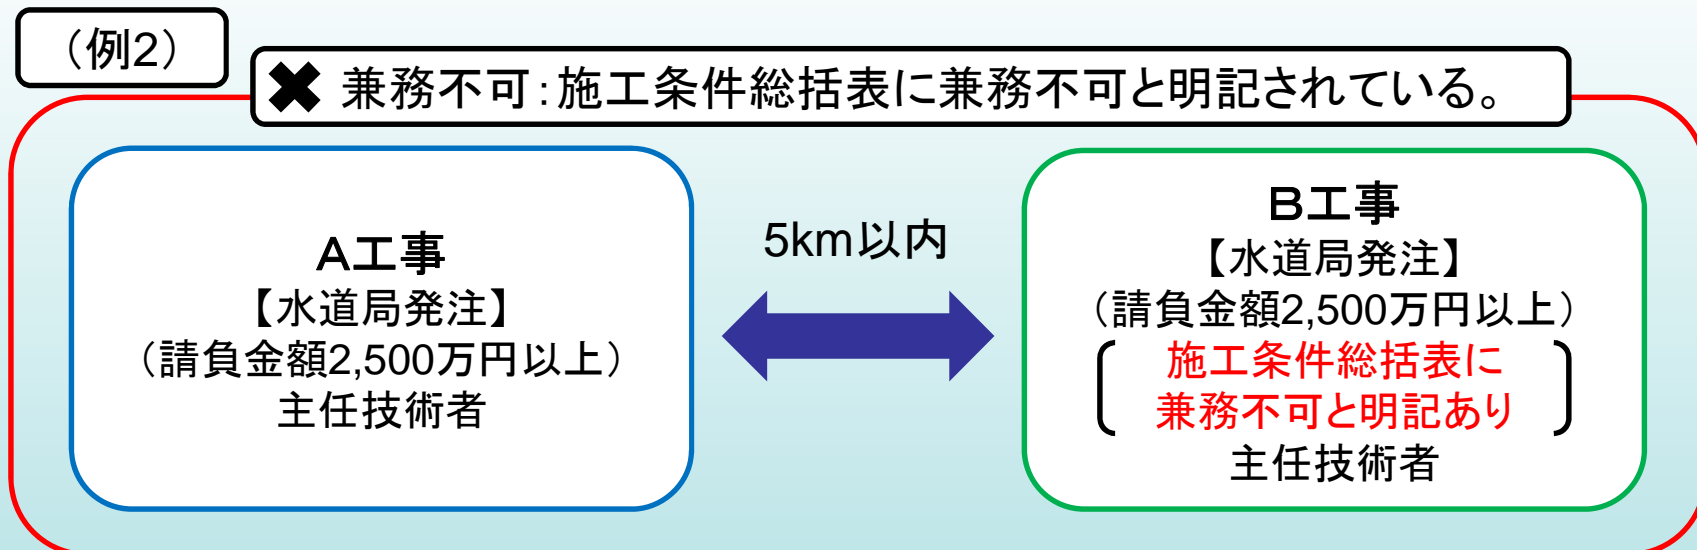 （例2）
✖ 兼務不可：施工条件総括表に兼務不可と明記されている。
A工事
【水道局発注】
（請負金額2,500万円以上）
主任技術者
5km以内
B工事
【水道局発注】
（請負金額2,500万円以上）
施工条件総括表に
兼務不可と明記あり
主任技術者